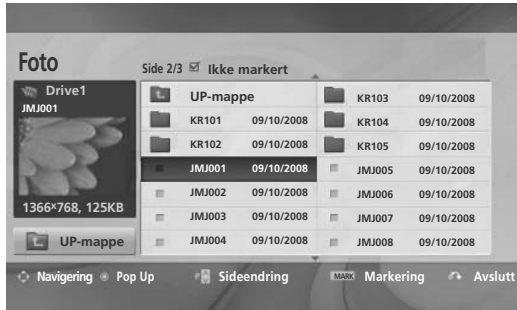 Foto
Side 2/3 Ikke markert
Drive1
JMJ001
1366×768, 125KB
UP-mappe
UP-mappe
KR101 09/10/2008
KR102 09/10/2008
JMJ001 09/10/2008
JMJ002 09/10/2008
JMJ003 09/10/2008
JMJ004 09/10/2008
KR103 09/10/2008
KR104 09/10/2008
KR105 09/10/2008
JMJ005 09/10/2008
JMJ006 09/10/2008
JMJ007 09/10/2008
JMJ008 09/10/2008
Navigering Pop Up P Sideendring MARK Markering Avslutt